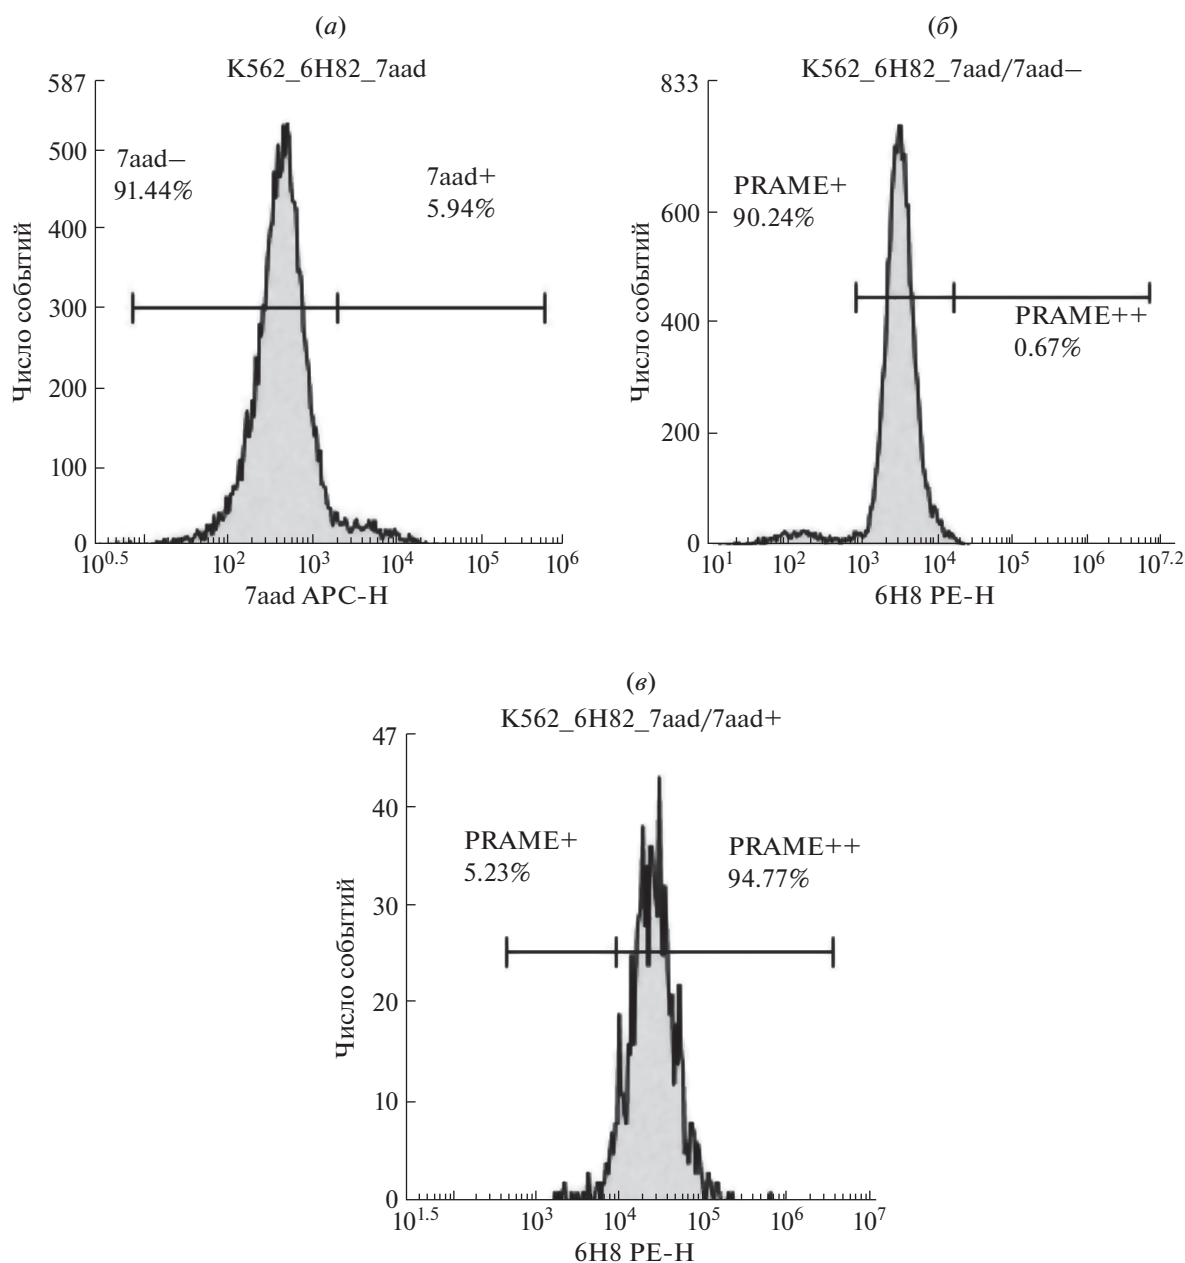 (а)
K562_6H82_7aad
587
500
400
300
200
100
0
Число событий
7aad–
91.44%
7aad+
5.94%
10^0.5 10^2 10^3 10^4 10^5 10^6
7aad APC-H
(б)
K562_6H82_7aad/7aad–
833
600
400
200
0
Число событий
PRAME+
90.24%
PRAME++
0.67%
10^1 10^2 10^3 10^4 10^5 10^6 10^7.2
6H8 PE-H
(в)
K562_6H82_7aad/7aad+
47
40
30
20
10
0
Число событий
PRAME+
5.23%
PRAME++
94.77%
10^1.5 10^3 10^4 10^5 10^6 10^7
6H8 PE-H